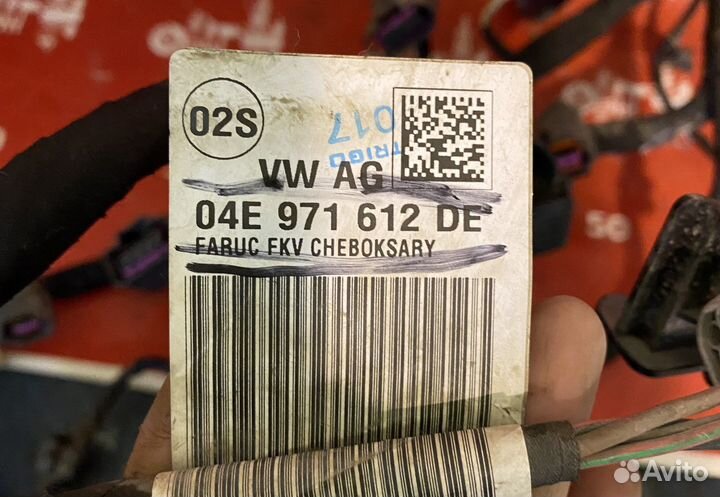 02S
TRIGO
017
VW AG
04E 971 612 DE
FARUC FKV CHEBOKSARY
Avito